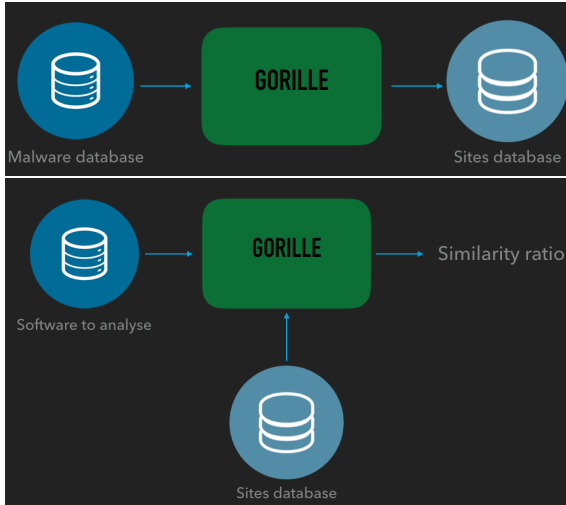 GORILLE
Malware database
Sites database
GORILLE
Similarity ratio
Software to analyse
Sites database